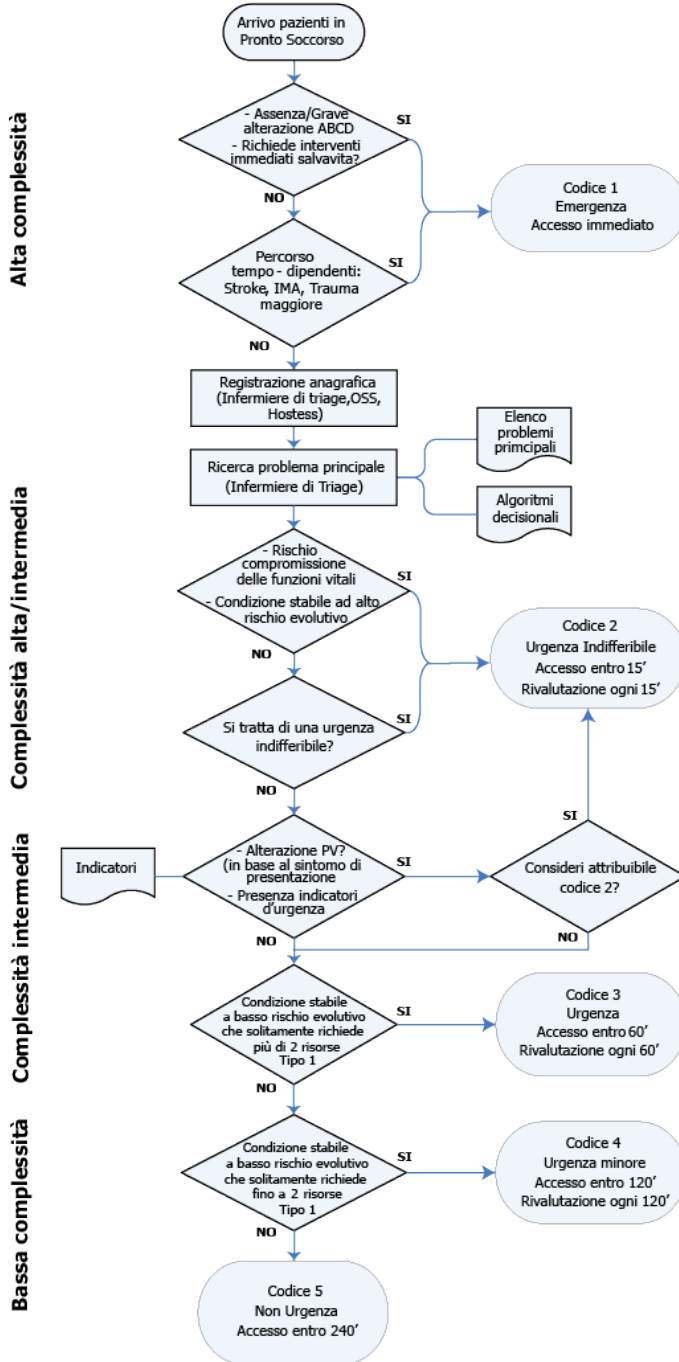 Arrivo pazienti in
Pronto Soccorso
Alta complessità
- Assenza/Grave
alterazione ABCD
- Richiede interventi
immediati salvavita?
SI
NO
Codice 1
Emergenza
Accesso immediato
Percorso
tempo - dipendenti:
Stroke, IMA, Trauma
maggiore
SI
NO
Registrazione anagrafica
(Infermiere di triage,OSS,
Hostess)
Ricerca problema principale
(Infermiere di Triage)
Elenco
problemi
primcipali
Algoritmi
decisionali
Complessità alta/intermedia
- Rischio
compromissione
delle funzioni vitali
- Condizione stabile ad alto
rischio evolutivo
SI
NO
Codice 2
Urgenza Indifferibile
Accesso entro 15'
Rivalutazione ogni 15'
Si tratta di una urgenza
indifferibile?
SI
NO
Complessità intermedia
Indicatori
- Alterazione PV?
(in base al sintomo di
presentazione
- Presenza indicatori
d'urgenza
SI
NO
Consideri attribuibile
codice 2?
SI
NO
Condizione stabile
a basso rischio evolutivo
che solitamente richiede
più di 2 risorse
Tipo 1
SI
NO
Codice 3
Urgenza
Accesso entro 60'
Rivalutazione ogni 60'
Bassa complessità
Condizione stabile
a basso rischio evolutivo
che solitamente richiede
fino a 2 risorse
Tipo 1
SI
NO
Codice 4
Urgenza minore
Accesso entro 120'
Rivalutazione ogni 120'
Codice 5
Non Urgenza
Accesso entro 240'